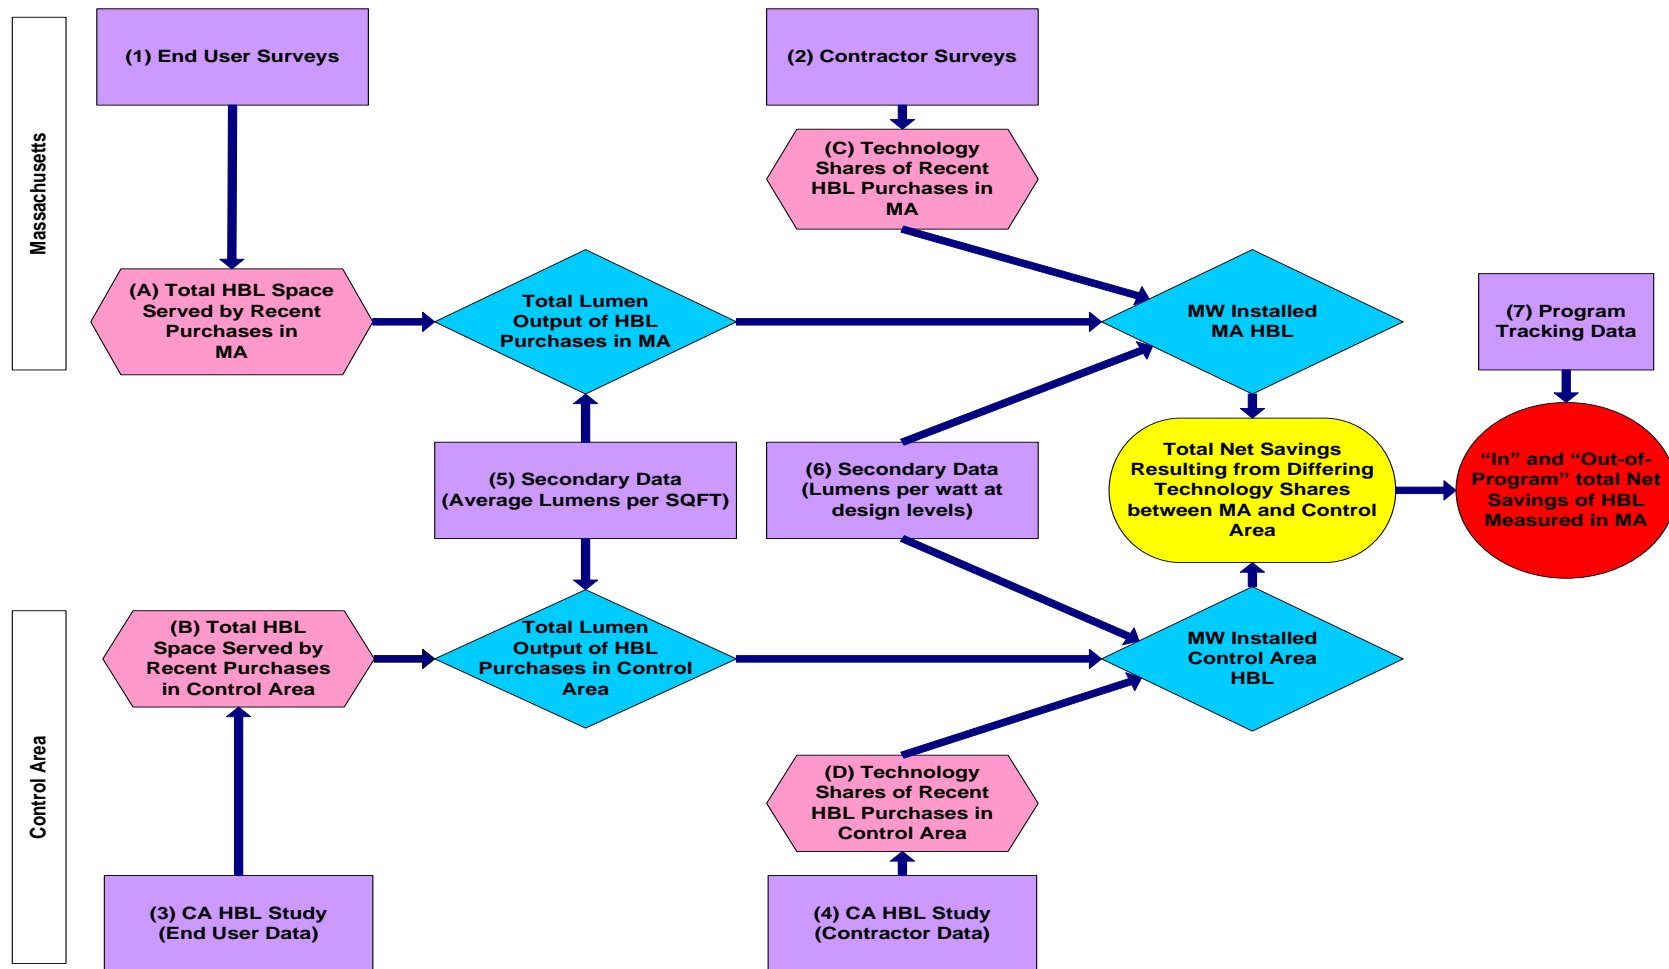 Massachusetts
(1) End User Surveys
(2) Contractor Surveys
(C) Technology
Shares of Recent
HBL Purchases in
MA
(A) Total HBL Space
Served by Recent
Purchases in
MA
Total Lumen
Output of HBL
Purchases in MA
MW Installed
MA HBL
(7) Program
Tracking Data
(5) Secondary Data
(Average Lumens per SQFT)
(6) Secondary Data
(Lumens per watt at
design levels)
Total Net Savings
Resulting from Differing
Technology Shares
between MA and Control
Area
“In” and “Out-of-
Program” total Net
Savings of HBL
Measured in MA
Control Area
(B) Total HBL
Space Served by
Recent Purchases
in Control Area
Total Lumen
Output of HBL
Purchases in Control
Area
MW Installed
Control Area
HBL
(D) Technology
Shares of Recent
HBL Purchases in
Control Area
(3) CA HBL Study
(End User Data)
(4) CA HBL Study
(Contractor Data)